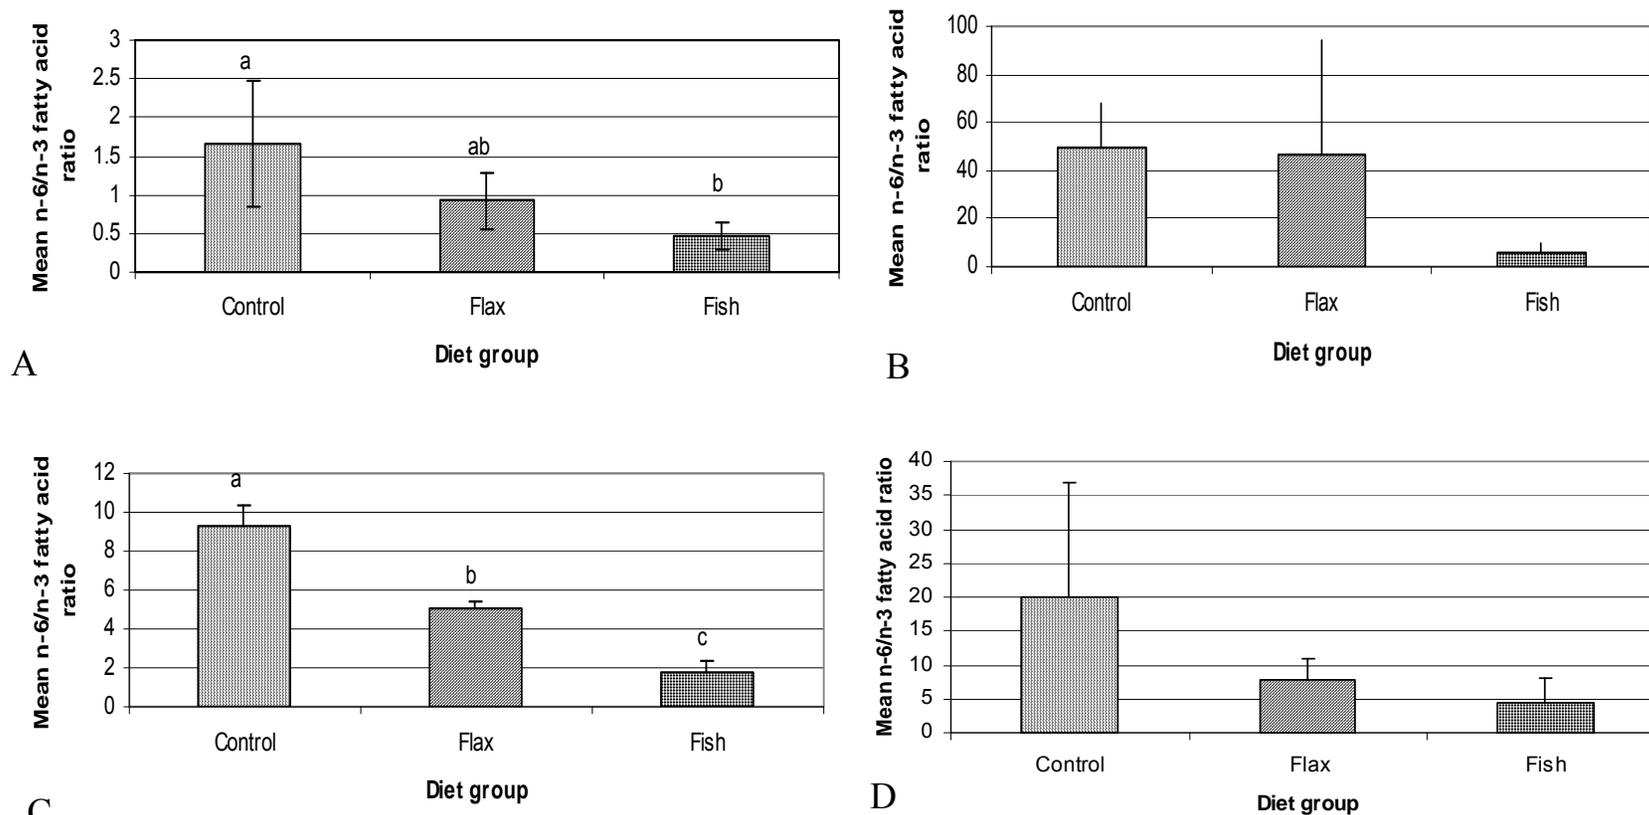 Mean n-6/n-3 fatty acid
ratio
3
2.5
2
1.5
1
0.5
0
a
ab
b
Control Flax Fish
Diet group
A
Mean n-6/n-3 fatty acid
ratio
100
80
60
40
20
0
Control Flax Fish
Diet group
B
Mean n-6/n-3 fatty acid
ratio
12
10
8
6
4
2
0
a
b
c
Control Flax Fish
Diet group
C
Mean n-6/n-3 fatty acid ratio
40
35
30
25
20
15
10
5
0
Control Flax Fish
Diet group
D